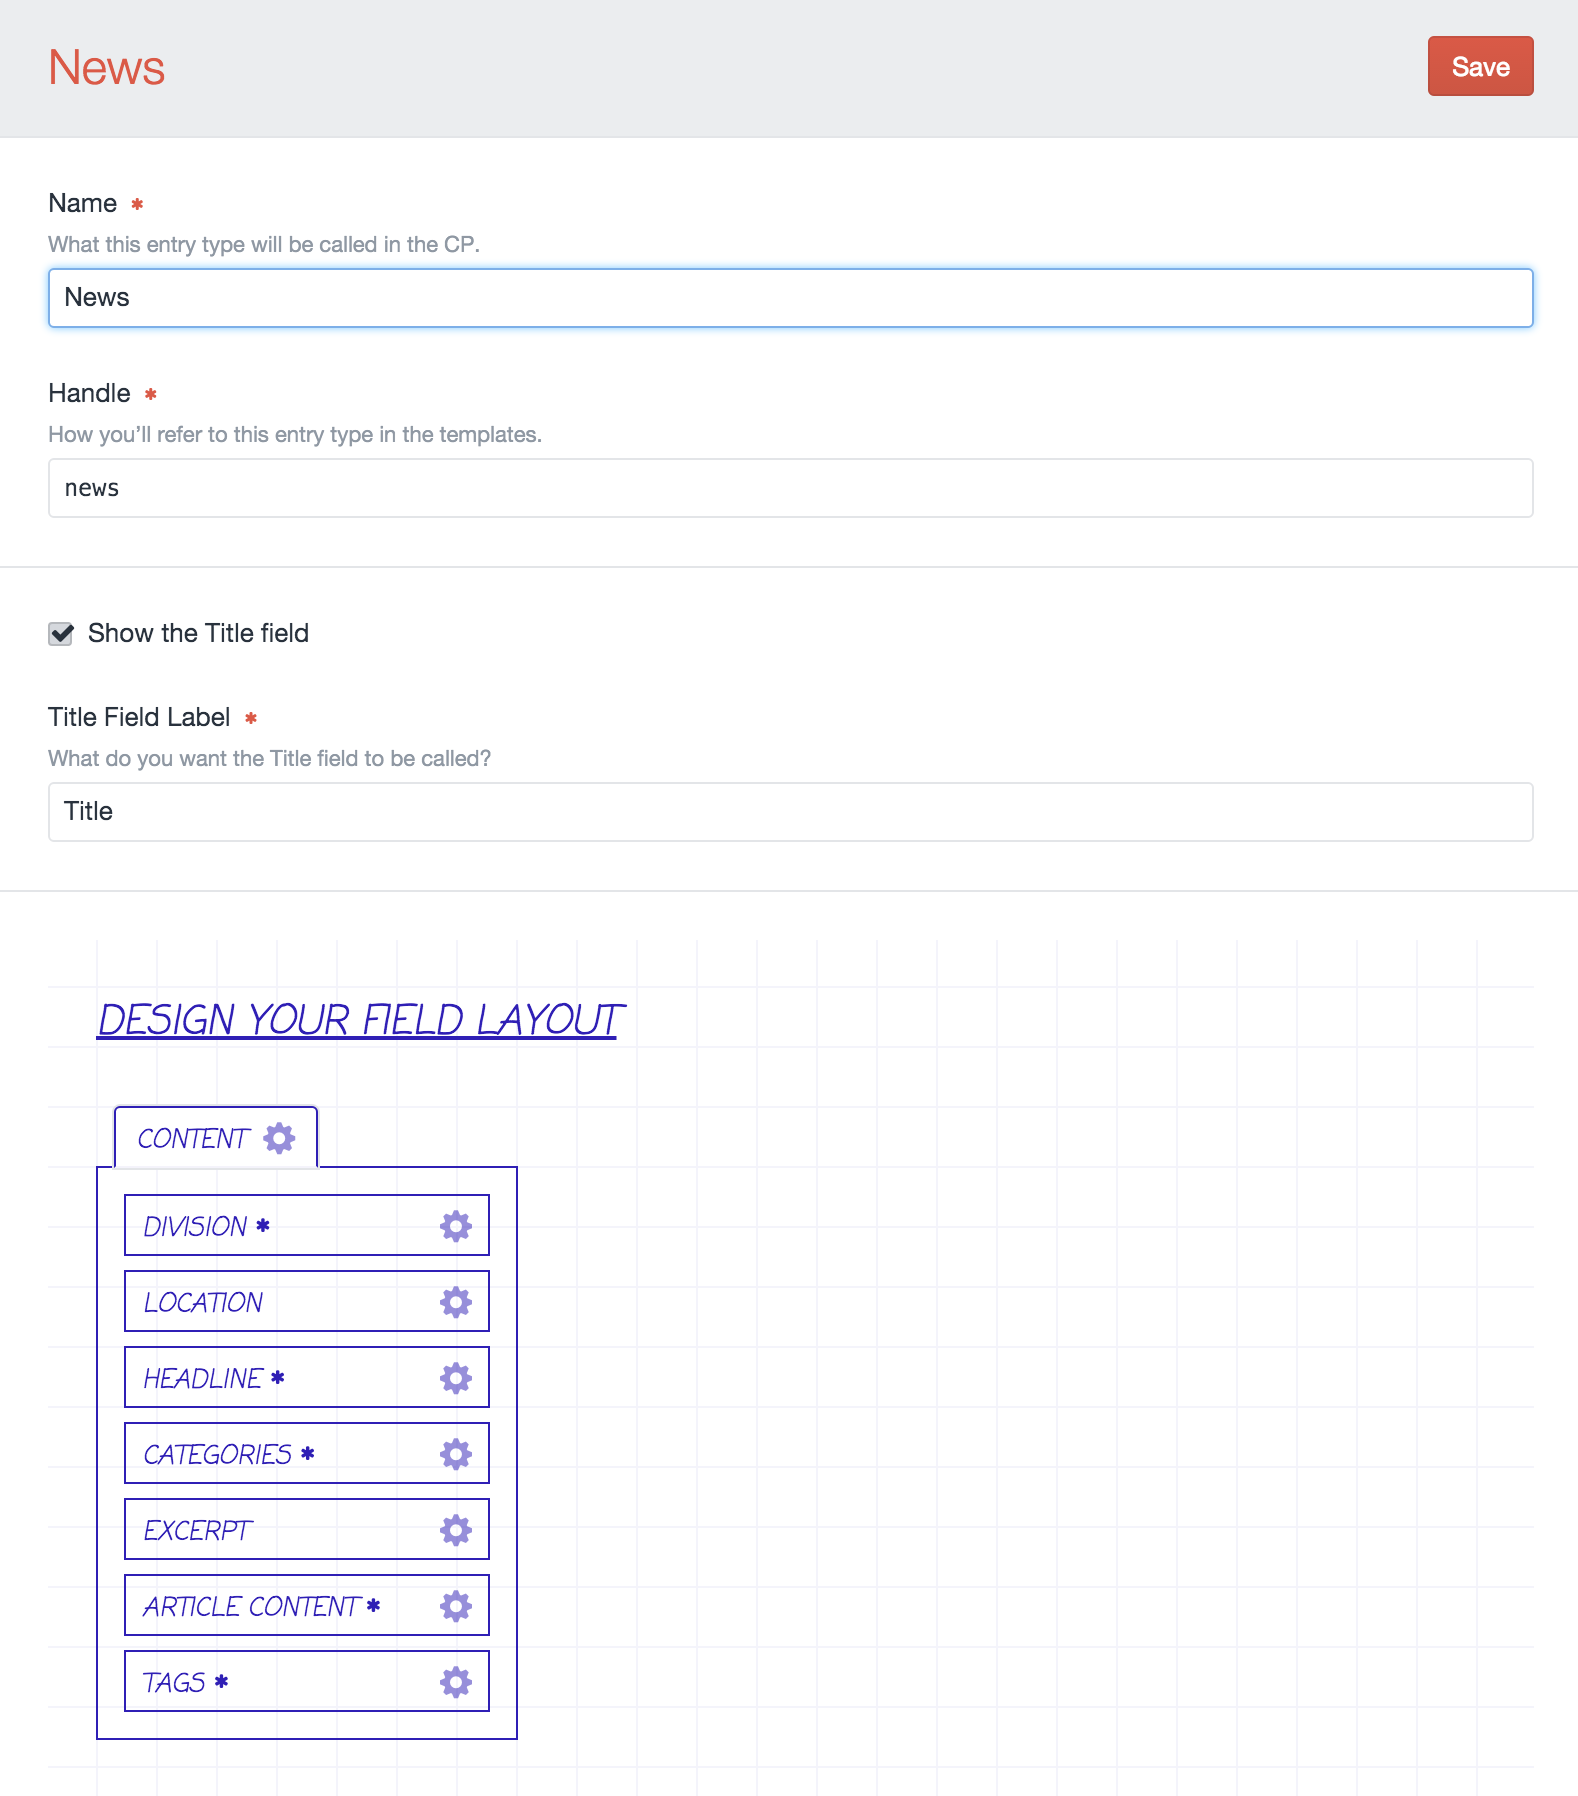 News
Save
Name *
What this entry type will be called in the CP.
News
Handle *
How you’ll refer to this entry type in the templates.
news
Show the Title field
Title Field Label *
What do you want the Title field to be called?
Title
DESIGN YOUR FIELD LAYOUT
CONTENT
DIVISION *
LOCATION
HEADLINE *
CATEGORIES *
EXCERPT
ARTICLE CONTENT *
TAGS *